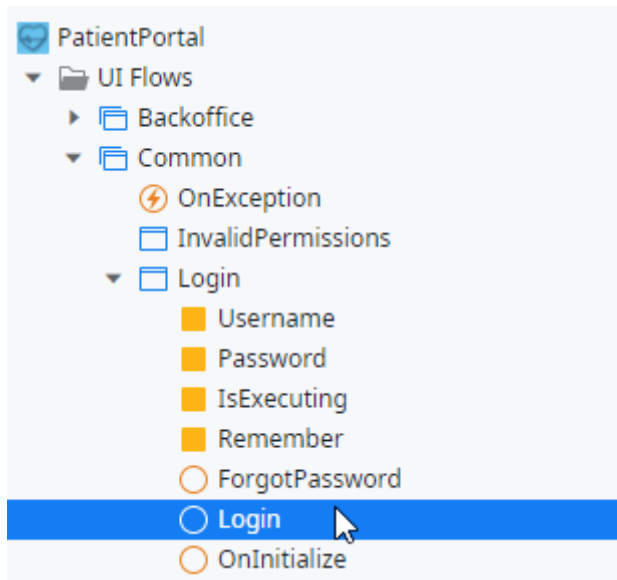 PatientPortal
UI Flows
Backoffice
Common
OnException
InvalidPermissions
Login
Username
Password
IsExecuting
Remember
ForgotPassword
Login
OnInitialize